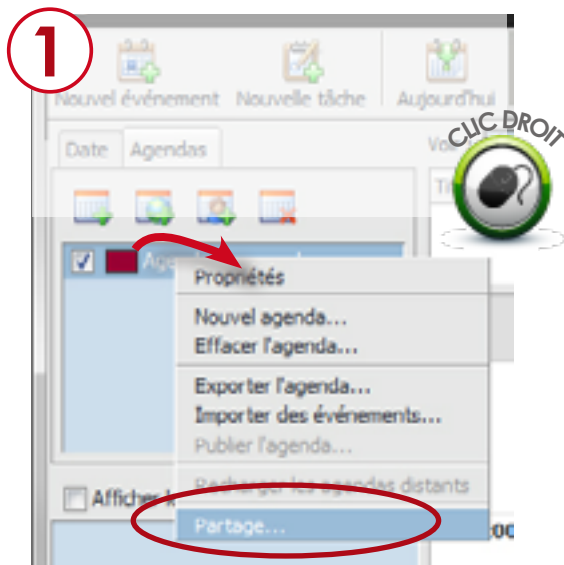 1
Nouvel événement Nouvelle tâche Aujourd'hui
CLIC DROIT
Date Agendas
Propriétés
Nouvel agenda...
Effacer l'agenda...
Exporter l'agenda...
Importer des événements...
Publier l'agenda...
Recharger les agendas distants
Afficher
Partage...